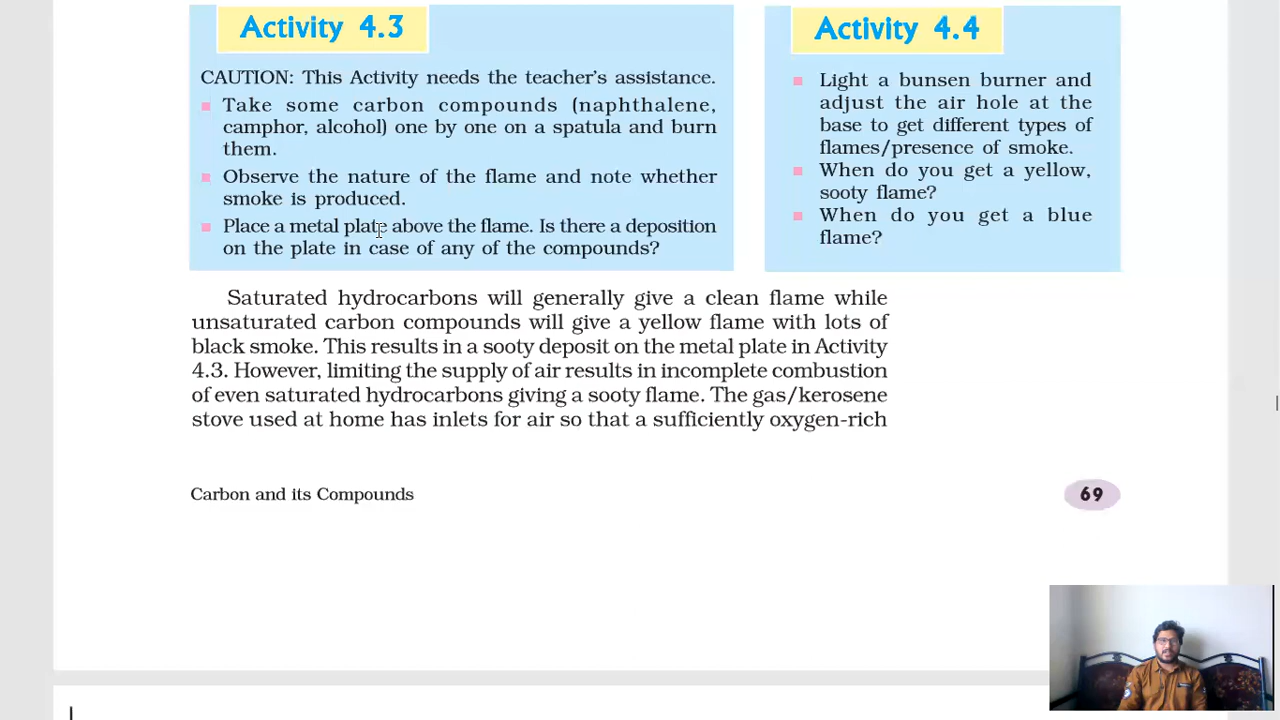 Activity 4.3
CAUTION: This Activity needs the teacher's assistance.
Take some carbon compounds (naphthalene,
camphor, alcohol) one by one on a spatula and burn
them.
Observe the nature of the flame and note whether
smoke is produced.
Place a metal plate above the flame. Is there a deposition
on the plate in case of any of the compounds?
Activity 4.4
Light a bunsen burner and
adjust the air hole at the
base to get different types of
flames/presence of smoke.
When do you get a yellow,
sooty flame?
When do you get a blue
flame?
Saturated hydrocarbons will generally give a clean flame while
unsaturated carbon compounds will give a yellow flame with lots of
black smoke. This results in a sooty deposit on the metal plate in Activity
4.3. However, limiting the supply of air results in incomplete combustion
of even saturated hydrocarbons giving a sooty flame. The gas/kerosene
stove used at home has inlets for air so that a sufficiently oxygen-rich
Carbon and its Compounds
69